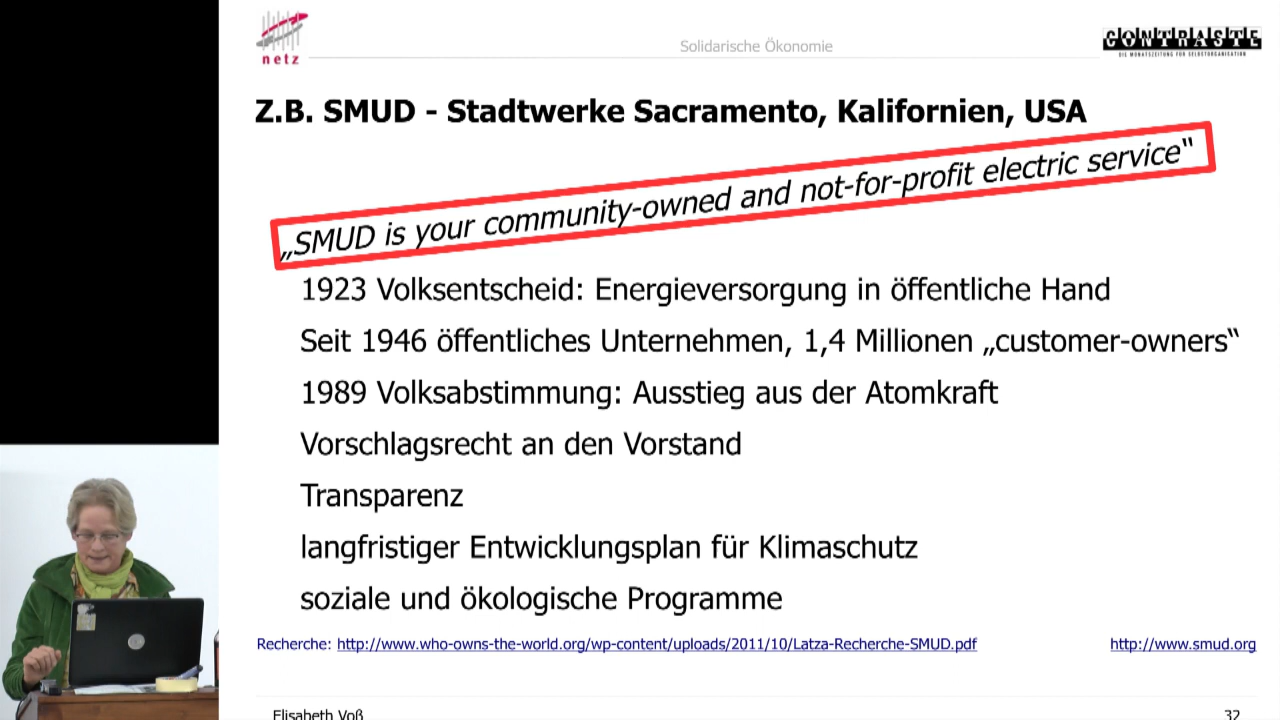 netz
Solidarische Ökonomie
CONTRASTE
DIE MONATSZEITUNG FÜR SELBSTORGANISATION
Z.B. SMUD - Stadtwerke Sacramento, Kalifornien, USA
„SMUD is your community-owned and not-for-profit electric service“
1923 Volksentscheid: Energieversorgung in öffentliche Hand
Seit 1946 öffentliches Unternehmen, 1,4 Millionen „customer-owners“
1989 Volksabstimmung: Ausstieg aus der Atomkraft
Vorschlagsrecht an den Vorstand
Transparenz
langfristiger Entwicklungsplan für Klimaschutz
soziale und ökologische Programme
Recherche: http://www.who-owns-the-world.org/wp-content/uploads/2011/10/Latza-Recherche-SMUD.pdf http://www.smud.org
Elisabeth Voß 32